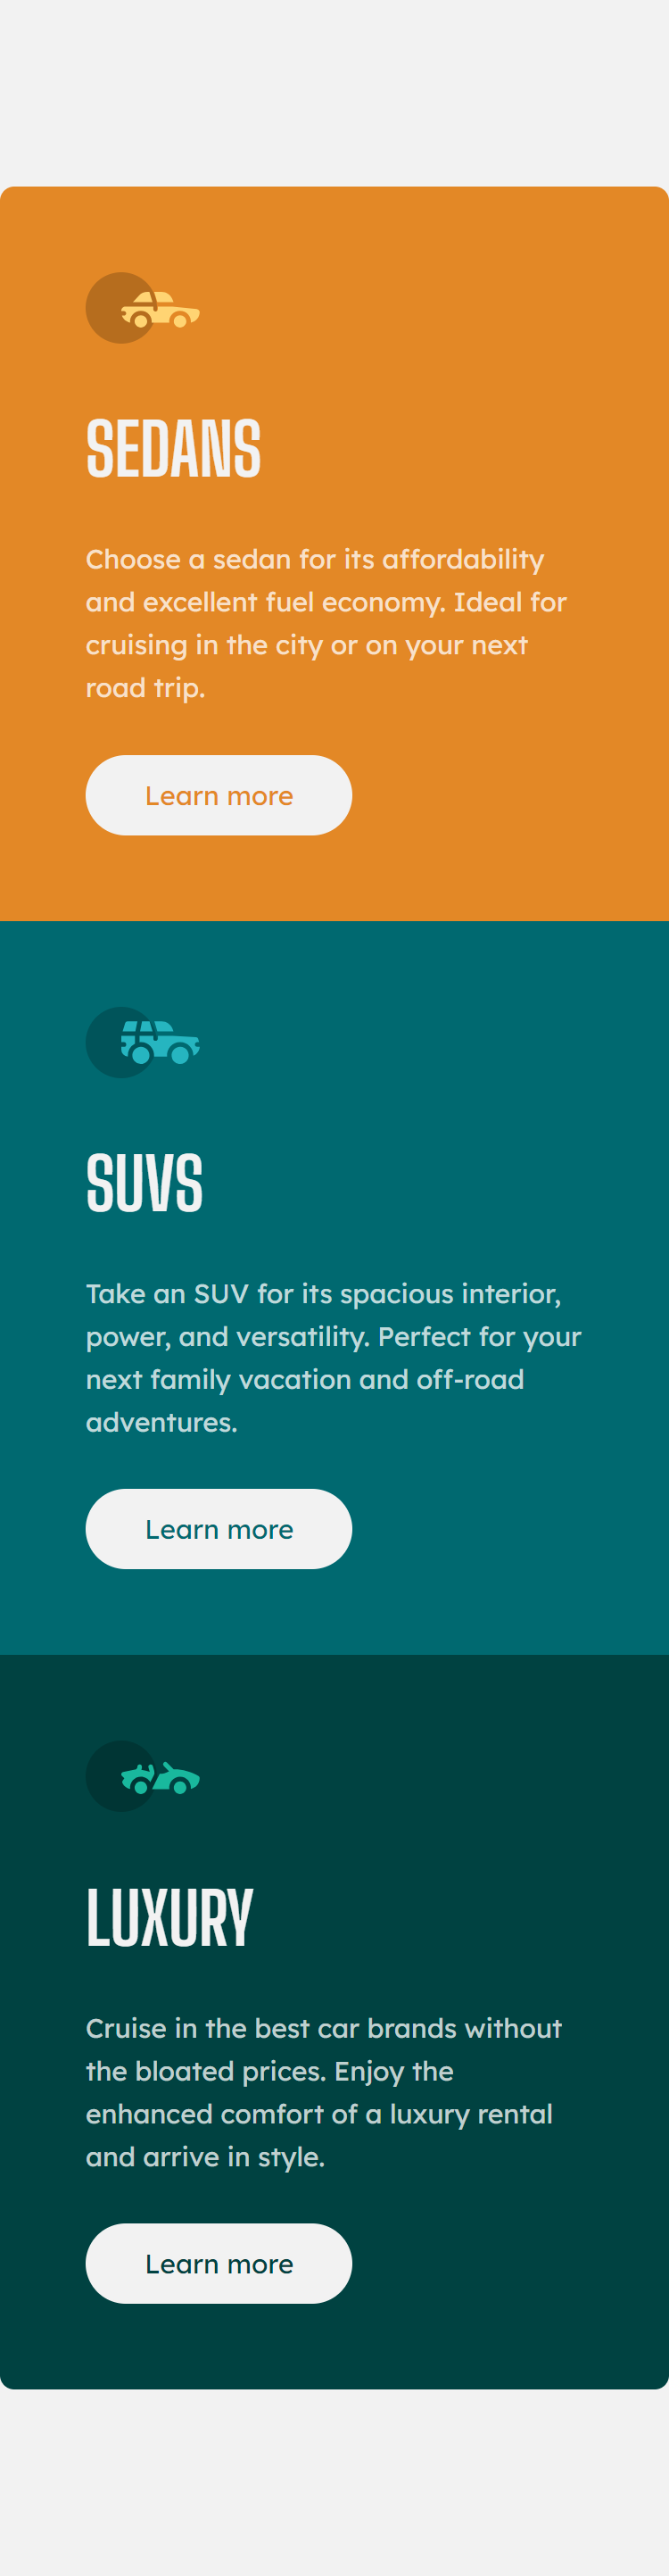 SEDANS
Choose a sedan for its affordability
and excellent fuel economy. Ideal for
cruising in the city or on your next
road trip.
Learn more
SUVS
Take an SUV for its spacious interior,
power, and versatility. Perfect for your
next family vacation and off-road
adventures.
Learn more
LUXURY
Cruise in the best car brands without
the bloated prices. Enjoy the
enhanced comfort of a luxury rental
and arrive in style.
Learn more